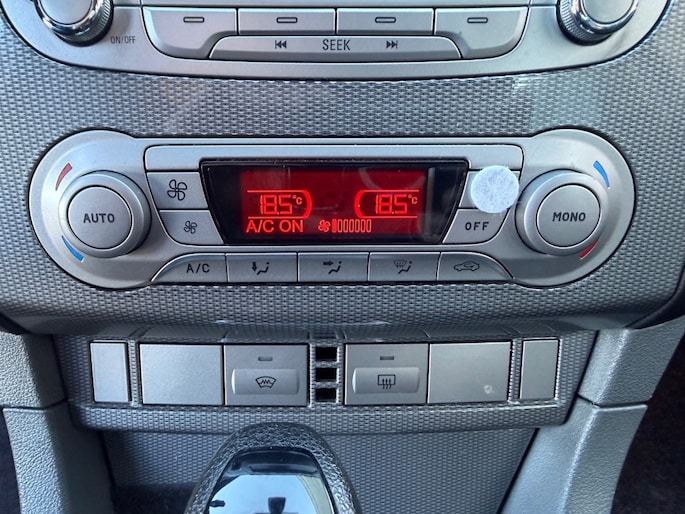 ON/OFF
SEEK
18.5°C 18.5°C
A/C ON
AUTO
OFF
MONO
A/C